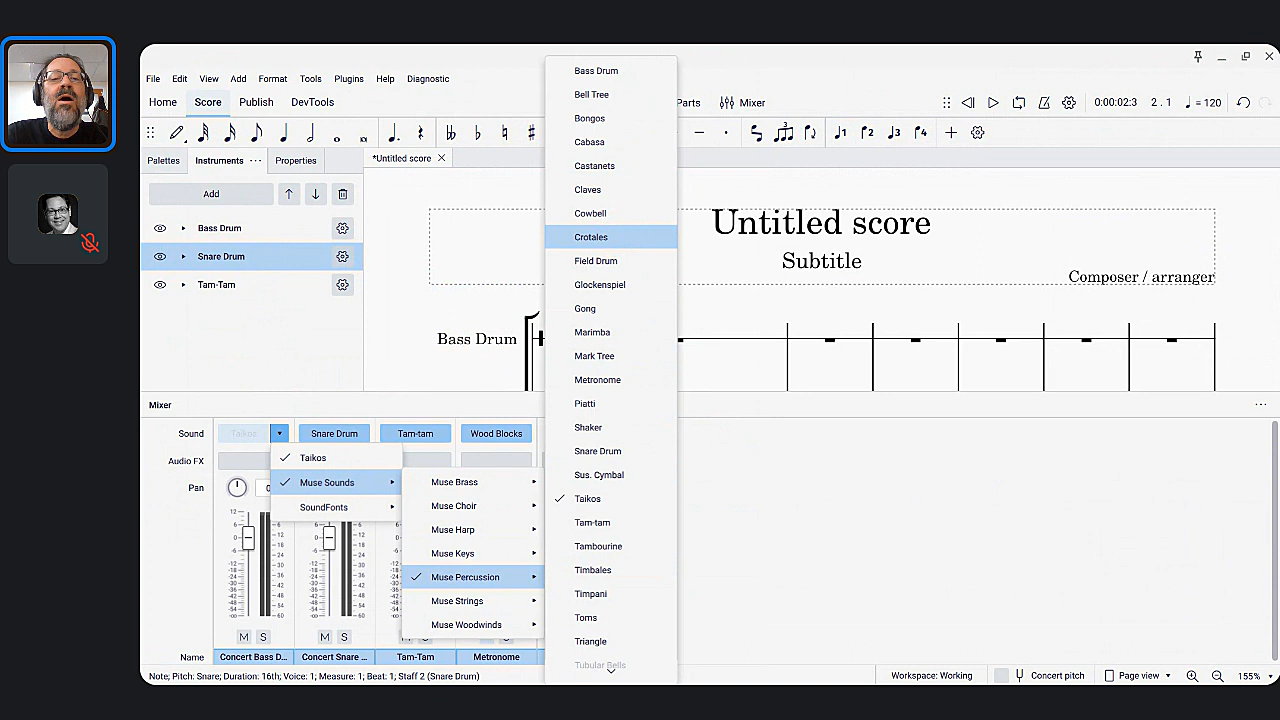 File Edit View Add Format Tools Plugins Help Diagnostic
Home Score Publish DevTools Parts Mixer 0:00:02:3 2. 1 = 120
3 1 2 3 4
Palettes Instruments Properties *Untitled score
Add
Bass Drum
Snare Drum
Tam-Tam
Untitled score
Subtitle
Composer / arranger
Bass Drum
Mixer
Sound Taikos Snare Drum Tam-tam Wood Blocks
Audio FX
Pan
Taikos
Muse Sounds
SoundFonts
Muse Brass
Muse Choir
Muse Harp
Muse Keys
Muse Percussion
Muse Strings
Muse Woodwinds
Bass Drum
Bell Tree
Bongos
Cabasa
Castanets
Claves
Cowbell
Crotales
Field Drum
Glockenspiel
Gong
Marimba
Mark Tree
Metronome
Piatti
Shaker
Snare Drum
Sus. Cymbal
Taikos
Tam-tam
Tambourine
Timbales
Timpani
Toms
Triangle
Tubular Bells
M S M S
Name Concert Bass D... Concert Snare ... Tam-Tam Metronome
Note; Pitch: Snare; Duration: 16th; Voice: 1; Measure: 1; Beat: 1; Staff 2 (Snare Drum) Workspace: Working Concert pitch Page view 155%